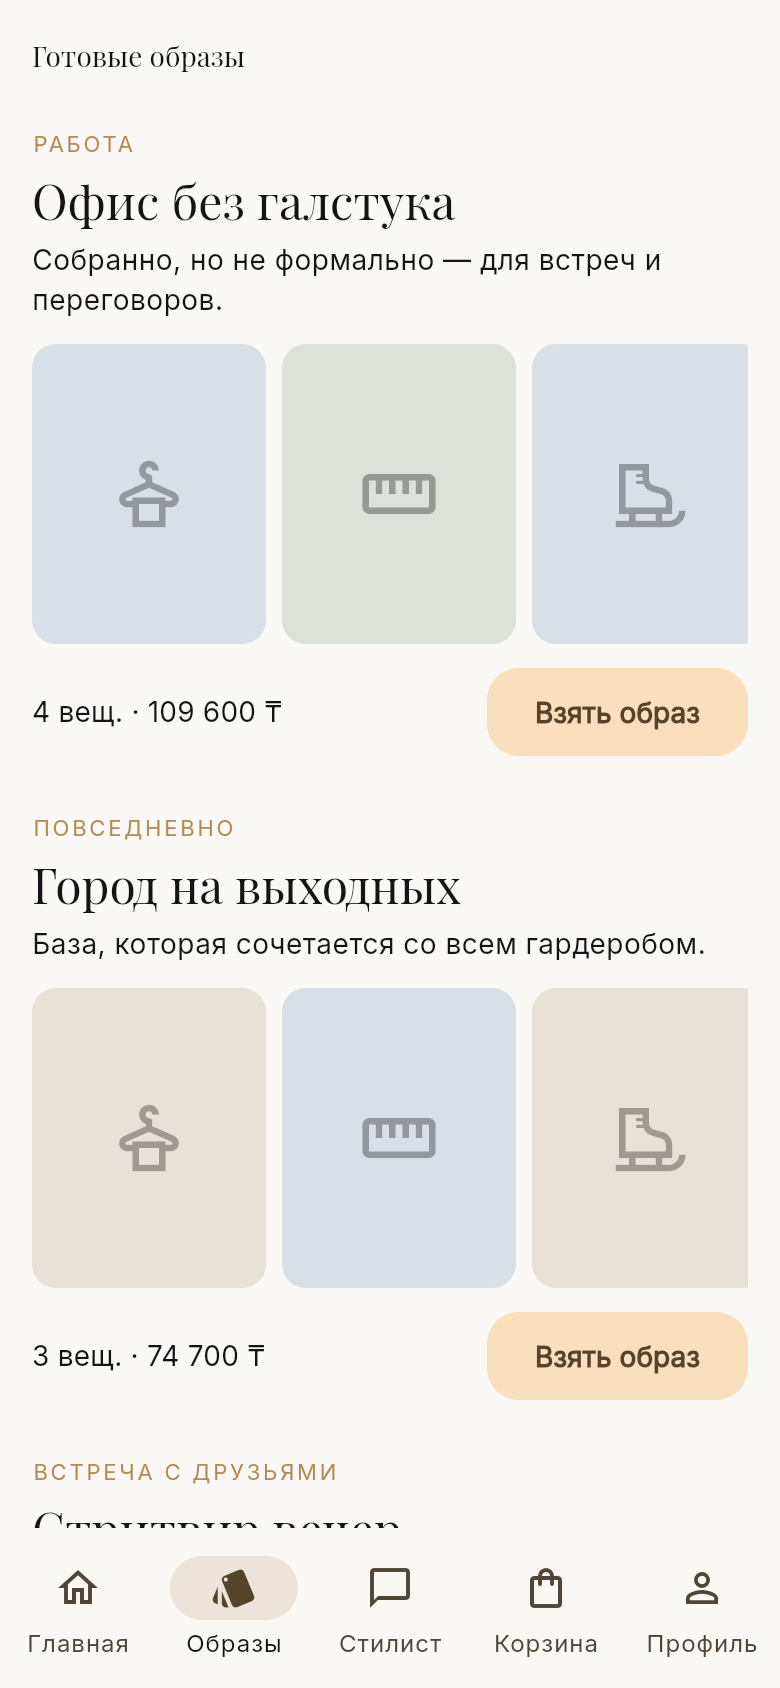 Готовые образы
РАБОТА
Офис без галстука
Собранно, но не формально — для встреч и
переговоров.
4 вещ. · 109 600 ₸
Взять образ
ПОВСЕДНЕВНО
Город на выходных
База, которая сочетается со всем гардеробом.
3 вещ. · 74 700 ₸
Взять образ
ВСТРЕЧА С ДРУЗЬЯМИ
Стритвир вечер
Главная
Образы
Стилист
Корзина
Профиль